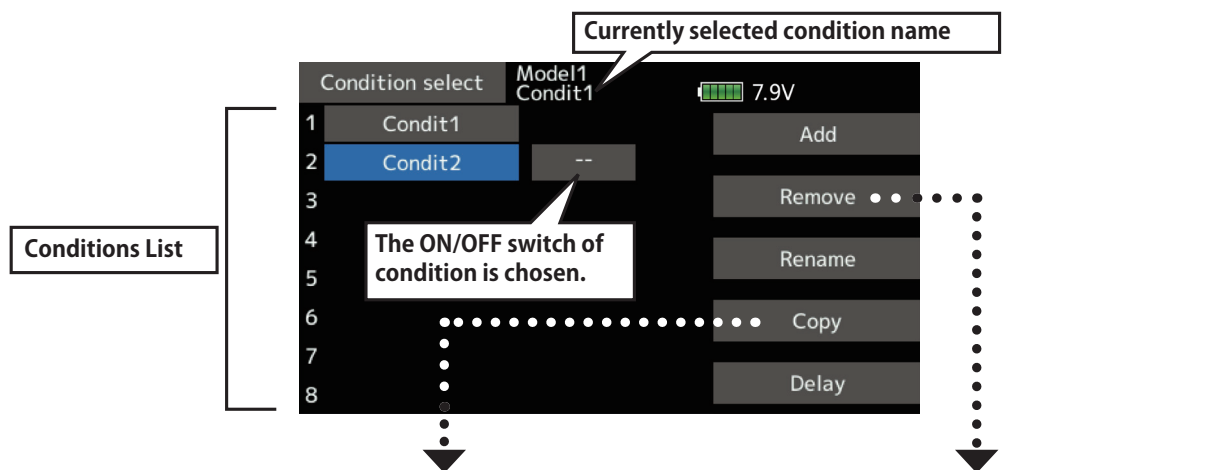 Currently selected condition name
Condition select
Model1
Condit1
7.9V
1 Condit1
Add
2 Condit2 --
3
Remove
Conditions List
4
The ON/OFF switch of
condition is chosen.
Rename
5
6
Copy
7
Delay
8